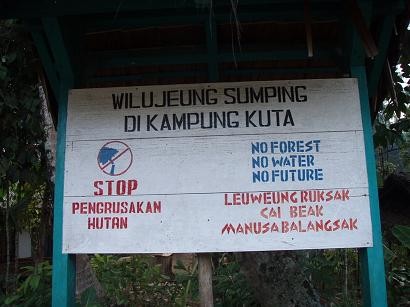 WILUJEUNG SUMPING
DI KAMPUNG KUTA
STOP
PENGRUSAKAN
HUTAN
NO FOREST
NO WATER
NO FUTURE
LEUWEUNG RUKSAK
CAI BEAK
MANUSA BALANGSAK